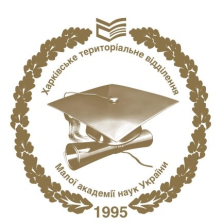 Харківське територіальне відділення
Малої академії наук України
1995